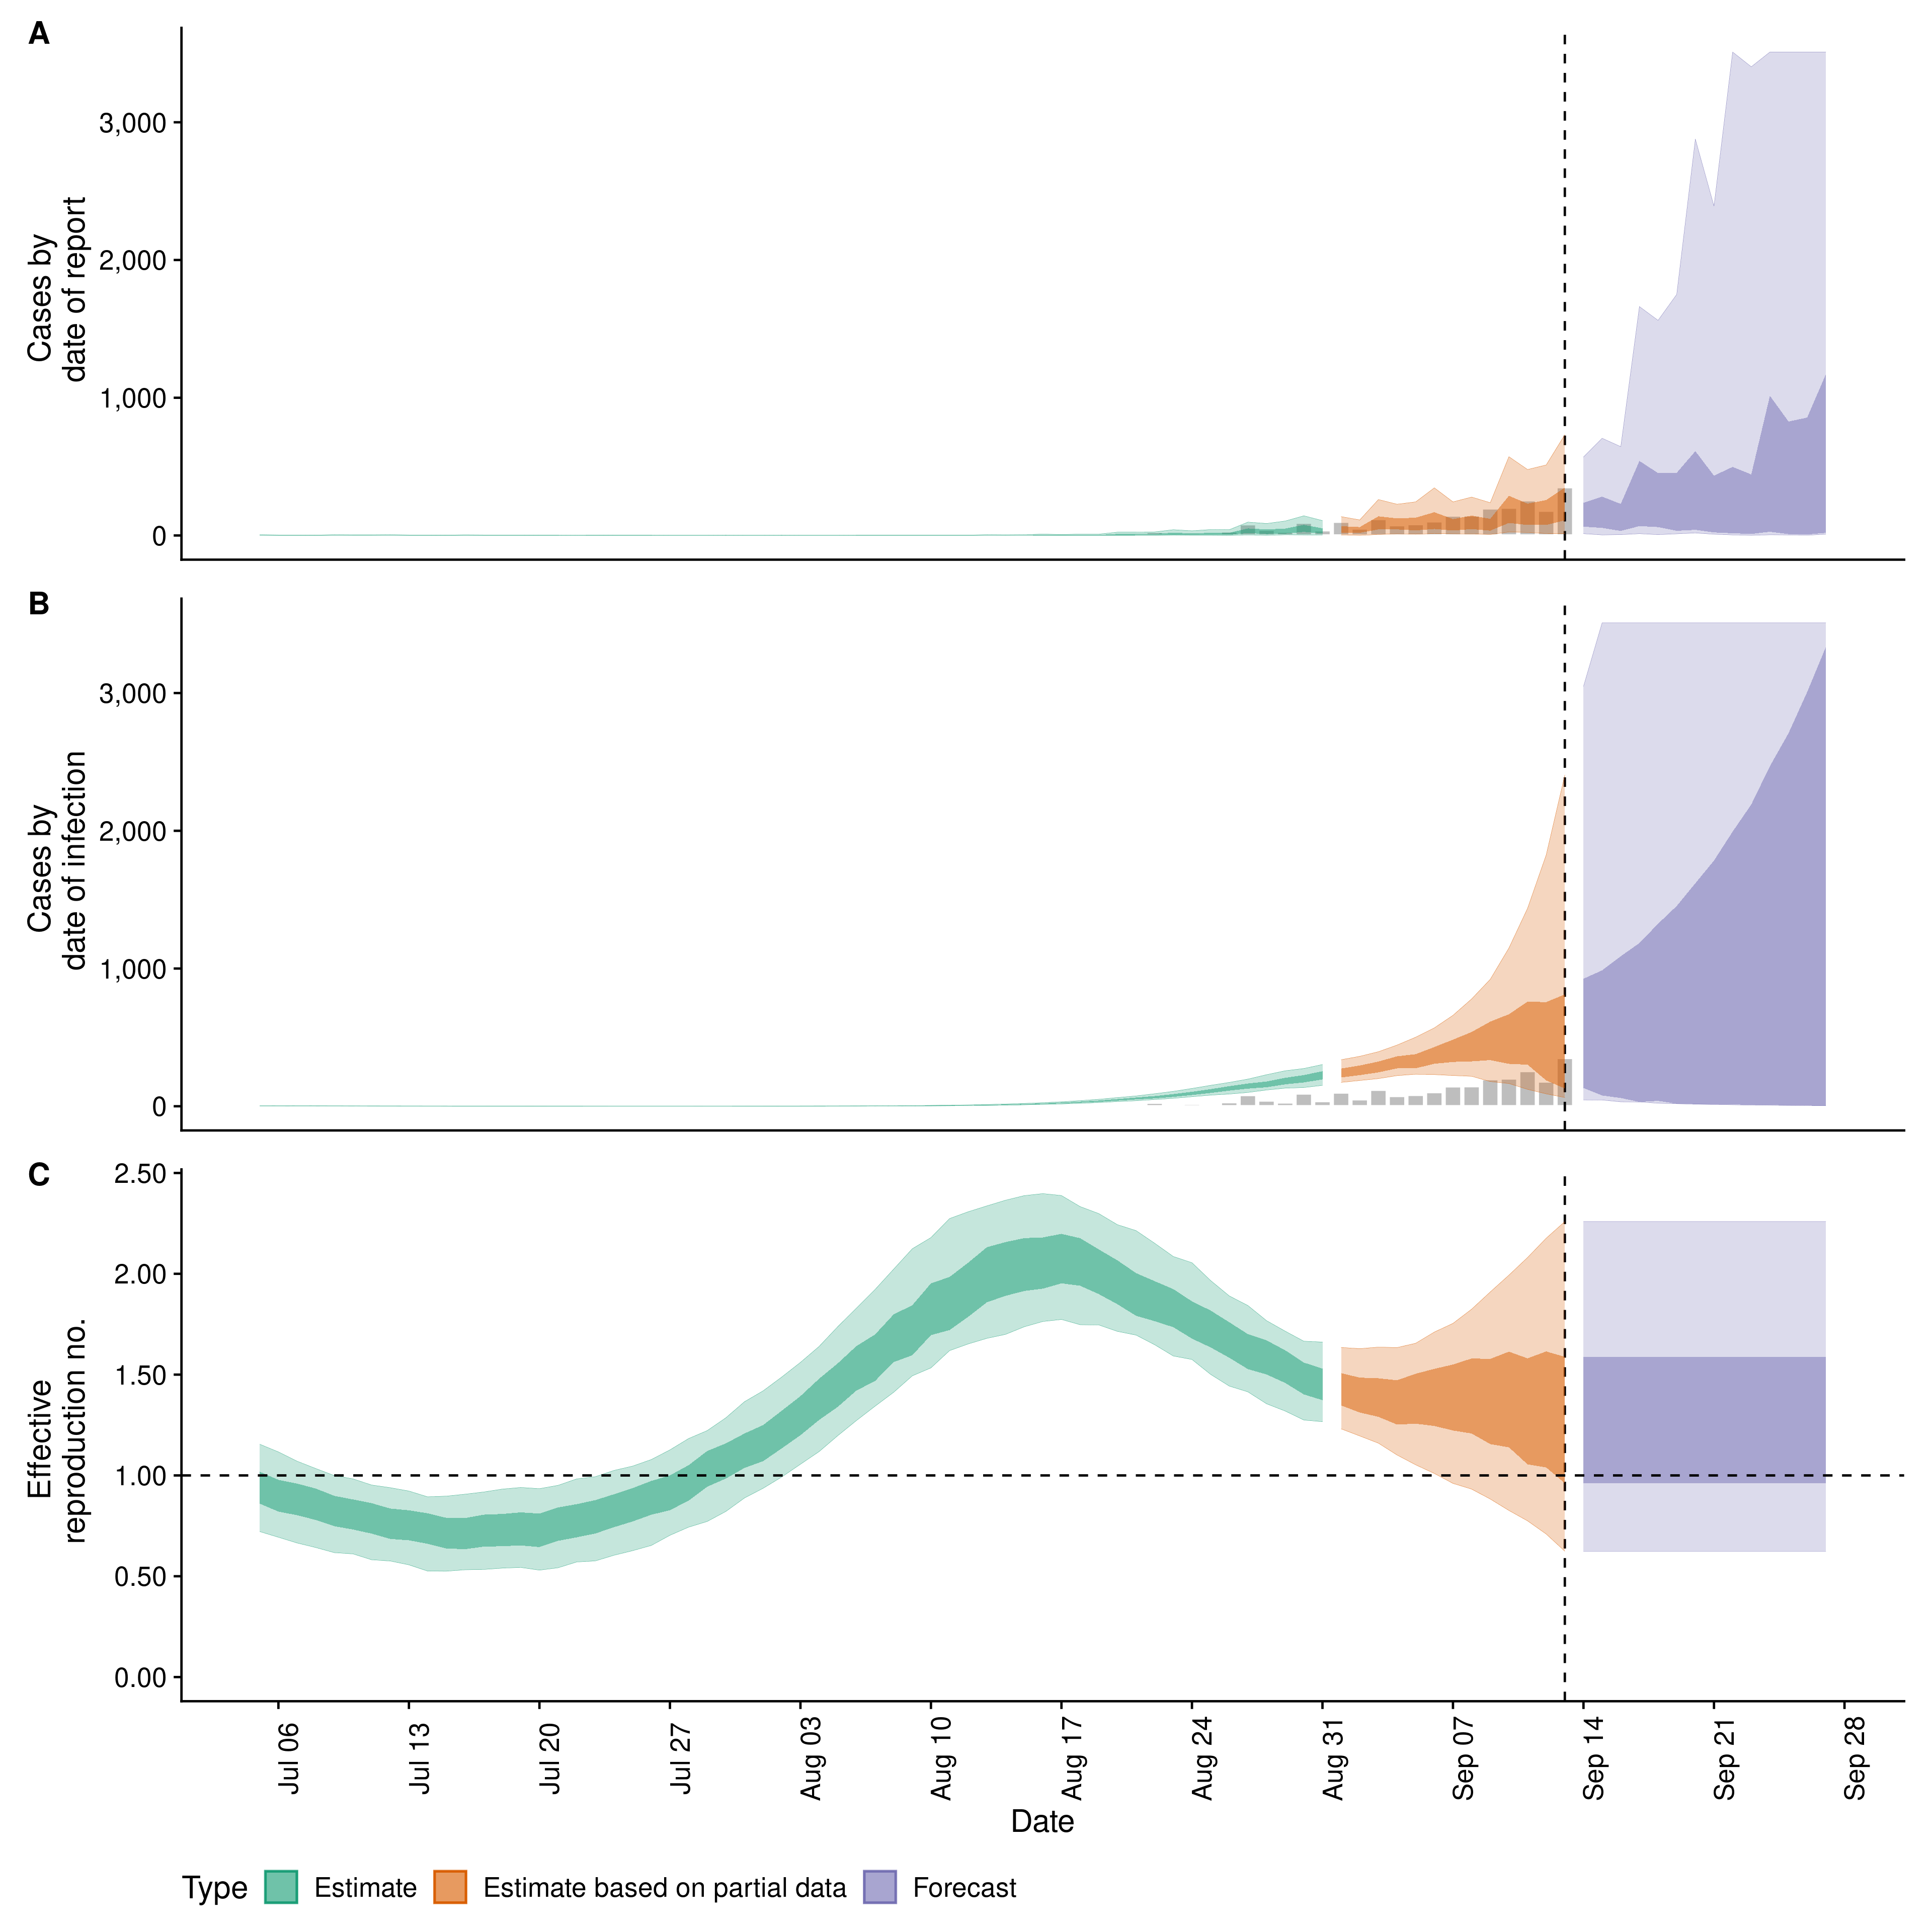 A
Cases by
date of report
3,000
2,000
1,000
0
B
Cases by
date of infection
3,000
2,000
1,000
0
C
Effective
reproduction no.
2.50
2.00
1.50
1.00
0.50
0.00
Jul 06
Jul 13
Jul 20
Jul 27
Aug 03
Aug 10
Aug 17
Aug 24
Aug 31
Sep 07
Sep 14
Sep 21
Sep 28
Date
Type Estimate Estimate based on partial data Forecast